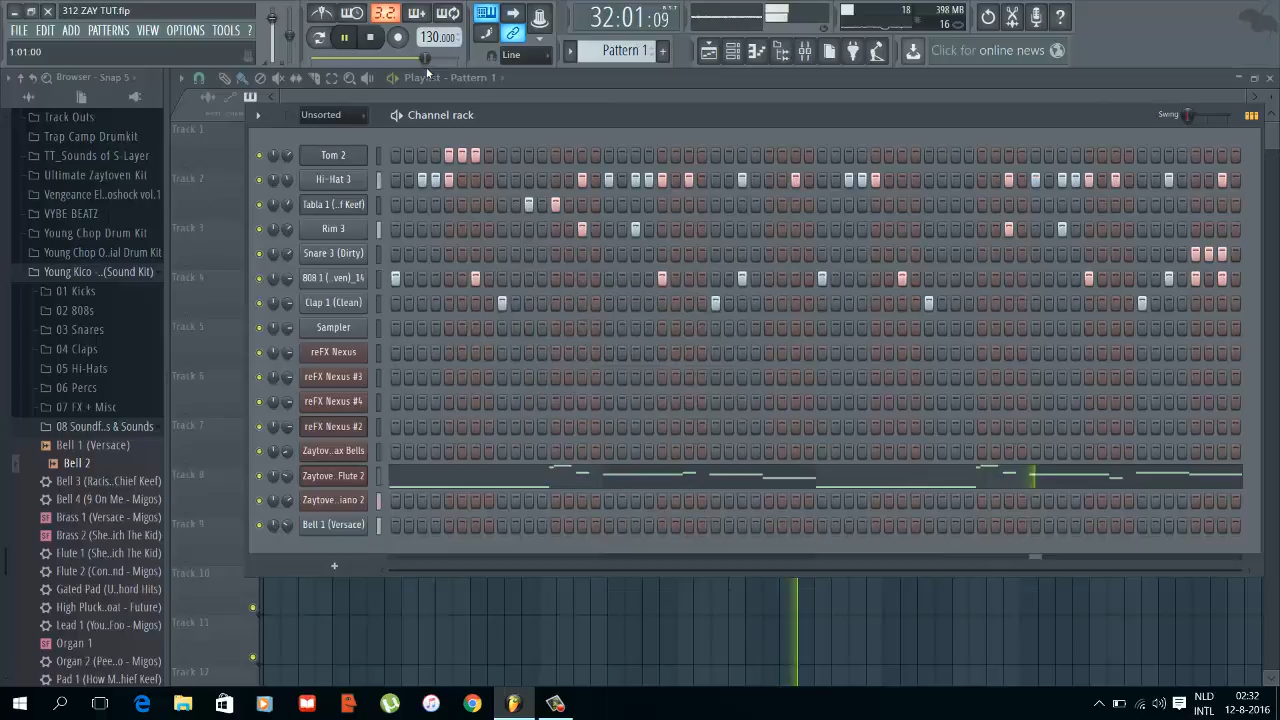 312 ZAY TUT.flp
FILE EDIT ADD PATTERNS VIEW OPTIONS TOOLS ?
1:01:00
3.2
130.000
32:01:09
Line
Pattern 1
18 398 MB
16
Click for online news
Browser - Snap 5
Playlist - Pattern 1
Unsorted
Channel rack
Swing
Track Outs
Trap Camp Drumkit
TT_Sounds of S-Layer
Ultimate Zaytoven Kit
Vengeance El..oshock vol.1
VYBE BEATZ
Young Chop Drum Kit
Young Chop O..ial Drum Kit
Young Kico -..(Sound Kit)
01 Kicks
02 808s
03 Snares
04 Claps
05 Hi-Hats
06 Percs
07 FX + Misc
08 Soundf..s & Sounds
Bell 1 (Versace)
Bell 2
Bell 3 (Racis..Chief Keef)
Bell 4 (9 On Me - Migos)
Brass 1 (Versace - Migos)
Brass 2 (She..ich The Kid)
Flute 1 (She..ich The Kid)
Flute 2 (Con..nd - Migos)
Gated Pad (U..hord Hits)
High Pluck..oat - Future)
Lead 1 (You..Foo - Migos)
Organ 1
Organ 2 (Pee..o - Migos)
Pad 1 (How M..hief Keef)
Track 1
Track 2
Track 3
Track 4
Track 5
Track 6
Track 7
Track 8
Track 9
Track 10
Track 11
Track 12
Tom 2
Hi-Hat 3
Tabla 1 (..f Keef)
Rim 3
Snare 3 (Dirty)
808 1 (..ven)_14
Clap 1 (Clean)
Sampler
reFX Nexus
reFX Nexus #3
reFX Nexus #4
reFX Nexus #2
Zaytov..ax Bells
Zaytove..Flute 2
Zaytove..iano 2
Bell 1 (Versace)
+
NLD
INTL
02:32
12-8-2016